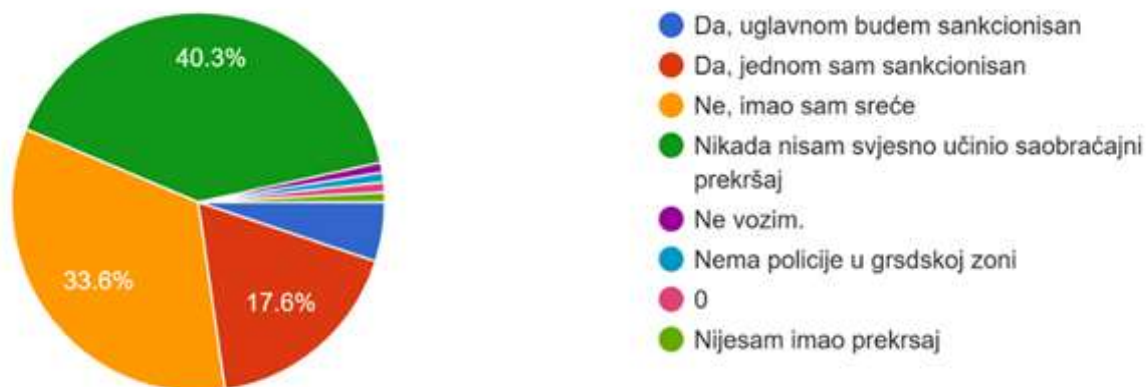 40.3%
33.6%
17.6%
Da, uglavnom budem sankcionisan
Da, jednom sam sankcionisan
Ne, imao sam sreće
Nikada nisam svjesno učinio saobraćajni
prekršaj
Ne vozim.
Nema policije u grsdskoj zoni
0
Nijesam imao prekrsaj